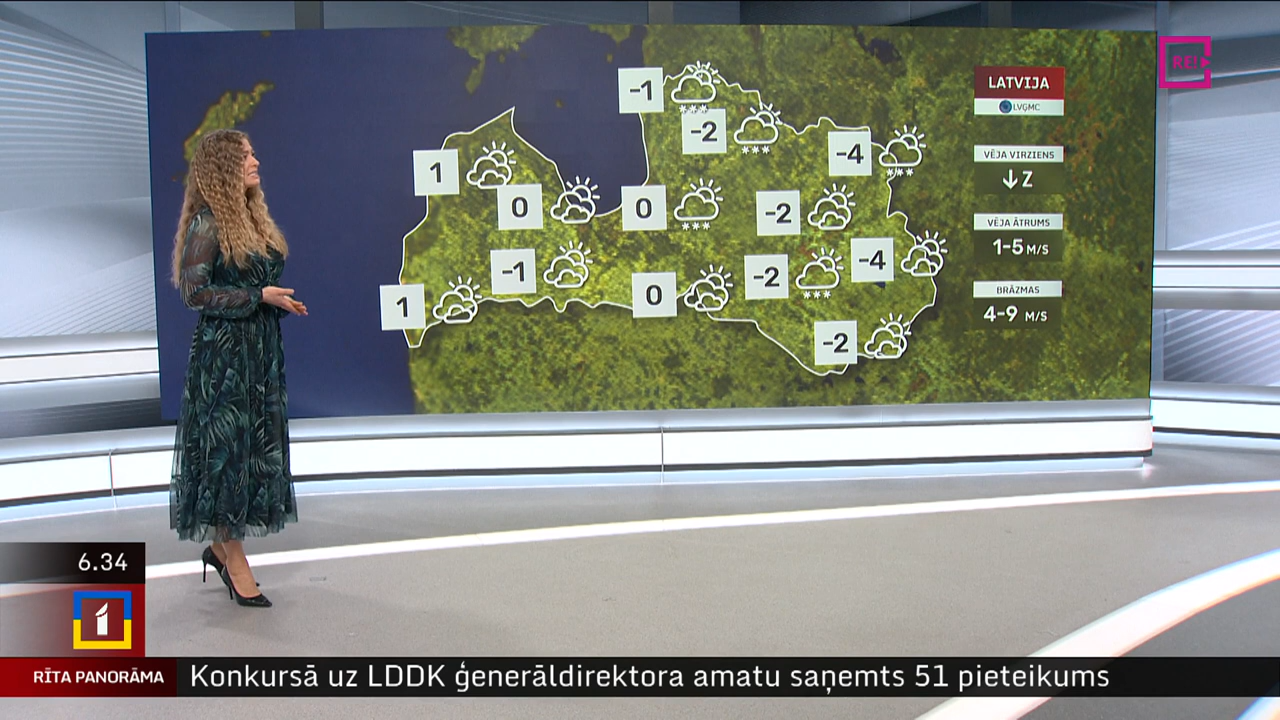 RE!
LATVIJA
LVĢMC
VĒJA VIRZIENS
Z
VĒJA ĀTRUMS
1-5 M/S
BRĀZMAS
4-9 M/S
-1
-2
-4
1
0
0
-2
-1
-4
1
0
-2
-2
6.34
1
RĪTA PANORĀMA
Konkursā uz LDDK ģenerāldirektora amatu saņemts 51 pieteikums